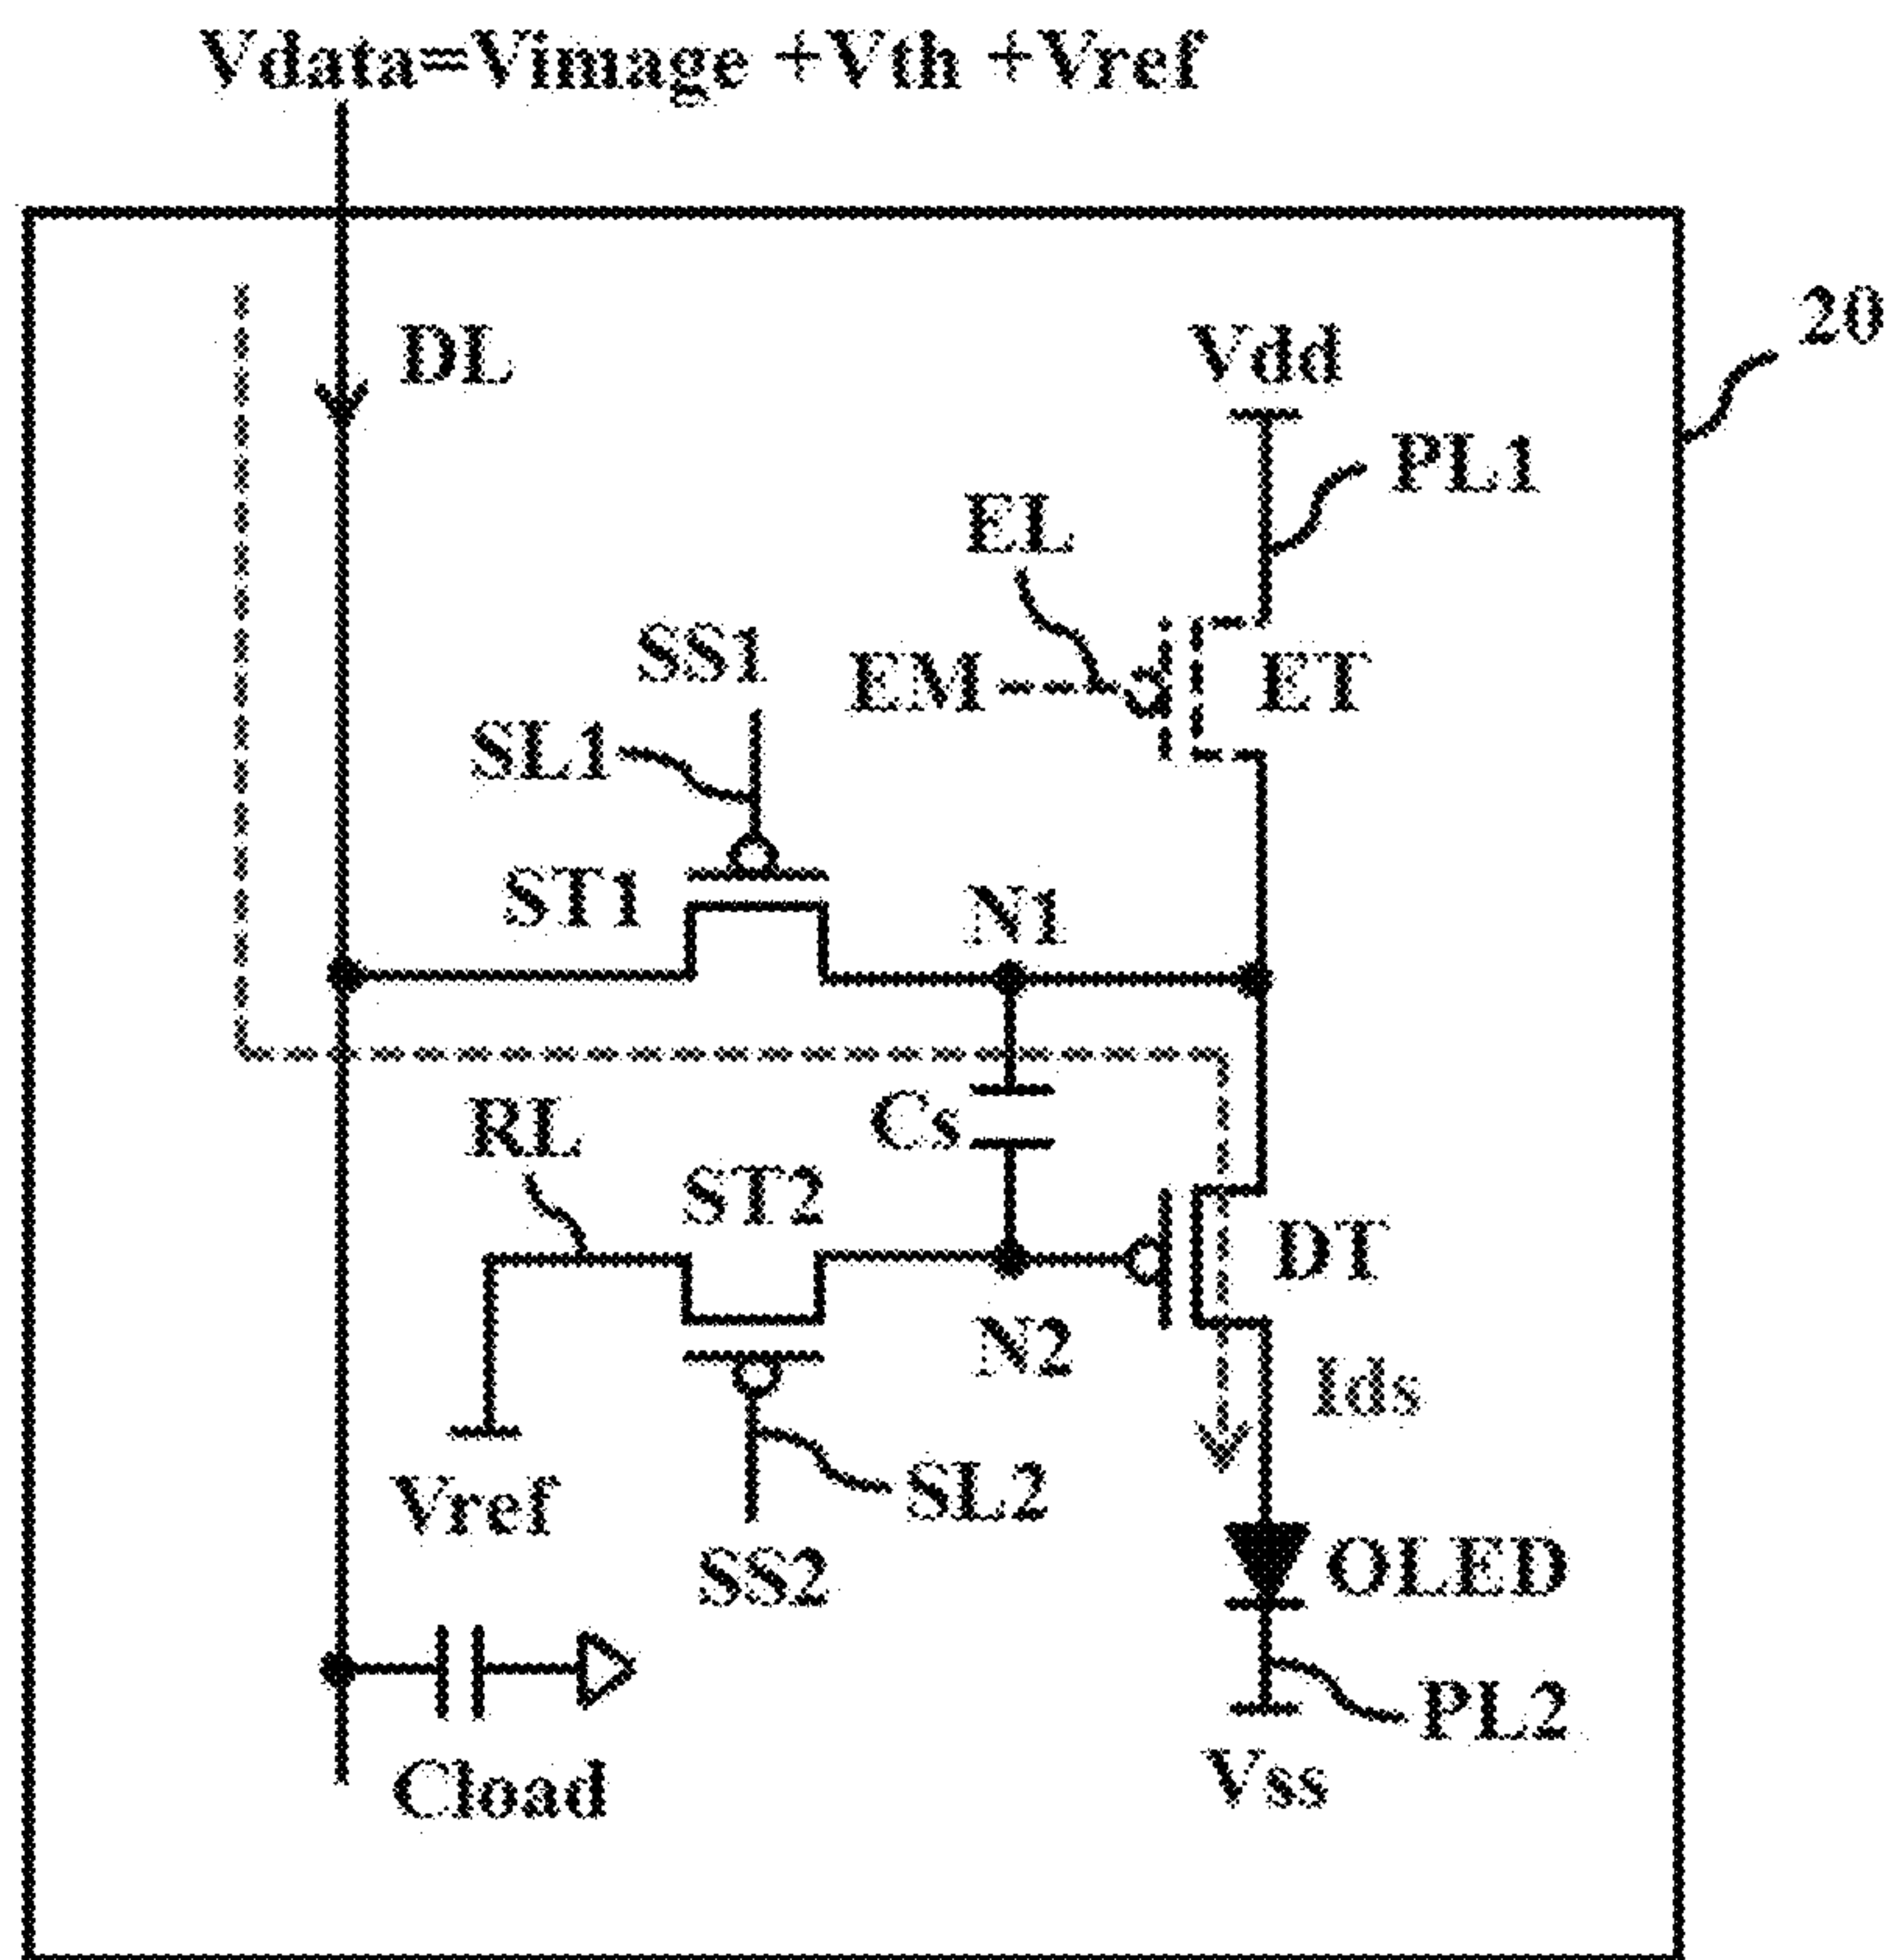 Vdata=Vimage +Vth +Vref
20
DL
Vdd
PL1
EL
SS1
EM
ET
SL1
ST1
N1
Cs
RL
ST2
DT
N2
Ids
Vref
SL2
SS2
OLED
PL2
Cload
Vss